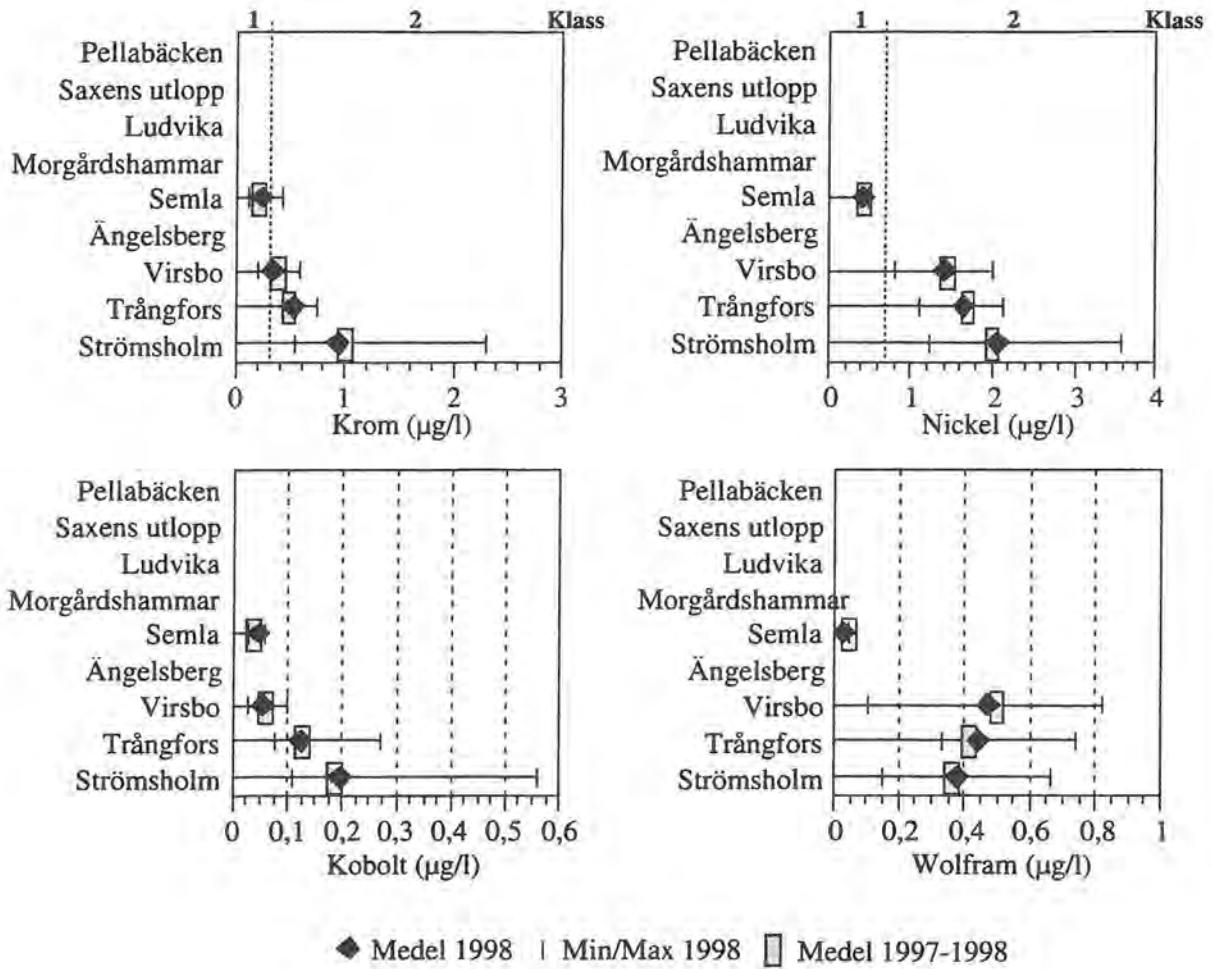 1 2 Klass
Pellabäcken
Saxens utlopp
Ludvika
Morgårdshammar
Semla
Ängelsberg
Virsbo
Trångfors
Strömsholm
0 1 2 3
Krom (µg/l)
1 2 Klass
Pellabäcken
Saxens utlopp
Ludvika
Morgårdshammar
Semla
Ängelsberg
Virsbo
Trångfors
Strömsholm
0 1 2 3 4
Nickel (µg/l)
Pellabäcken
Saxens utlopp
Ludvika
Morgårdshammar
Semla
Ängelsberg
Virsbo
Trångfors
Strömsholm
0 0,1 0,2 0,3 0,4 0,5 0,6
Kobolt (µg/l)
Pellabäcken
Saxens utlopp
Ludvika
Morgårdshammar
Semla
Ängelsberg
Virsbo
Trångfors
Strömsholm
0 0,2 0,4 0,6 0,8 1
Wolfram (µg/l)
Medel 1998 Min/Max 1998 Medel 1997-1998